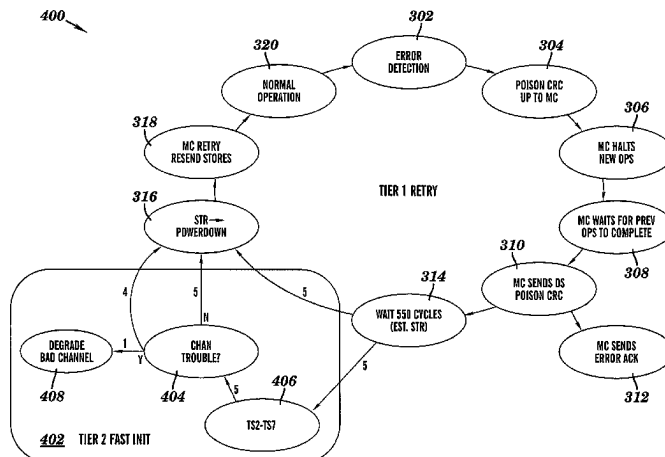 400
302
ERROR
DETECTION
304
POISON CRC
UP TO MC
306
MC HALTS
NEW OPS
MC WAITS FOR PREV
OPS TO COMPLETE
308
310
MC SENDS DS
POISON CRC
MC SENDS
ERROR ACK
312
314
WAIT 550 CYCLES
(EST. STR)
316
STR
POWERDOWN
318
MC RETRY
RESEND STORES
320
NORMAL
OPERATION
TIER 1 RETRY
4
5
5
N
DEGRADE
BAD CHANNEL
408
1
Y
CHAN
TROUBLE?
404
5
5
406
TS2-TS7
402 TIER 2 FAST INIT